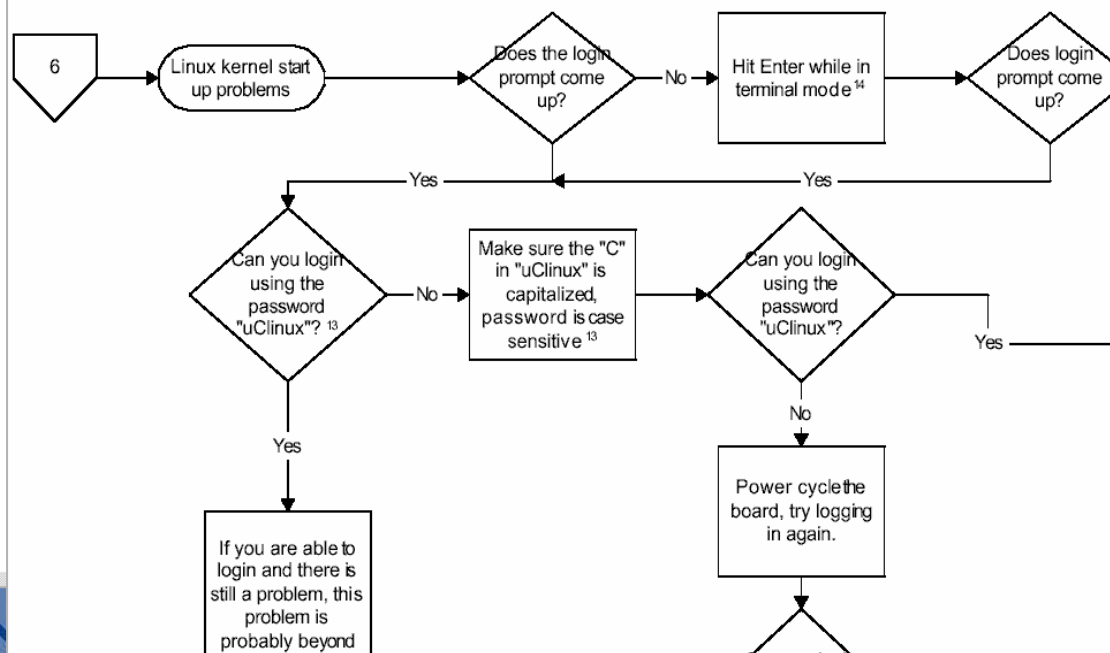 6
Linux kernel start
up problems
Does the login
prompt come
up?
No
Hit Enter while in
terminal mode 14
Does login
prompt come
up?
Yes
Yes
Can you login
using the
password
"uClinux"? 13
No
Make sure the "C"
in "uClinux" is
capitalized,
password is case
sensitive 13
Can you login
using the
password
"uClinux"?
Yes
Yes
No
If you are able to
login and there is
still a problem, this
problem is
probably beyond
Power cycle the
board, try logging
in again.